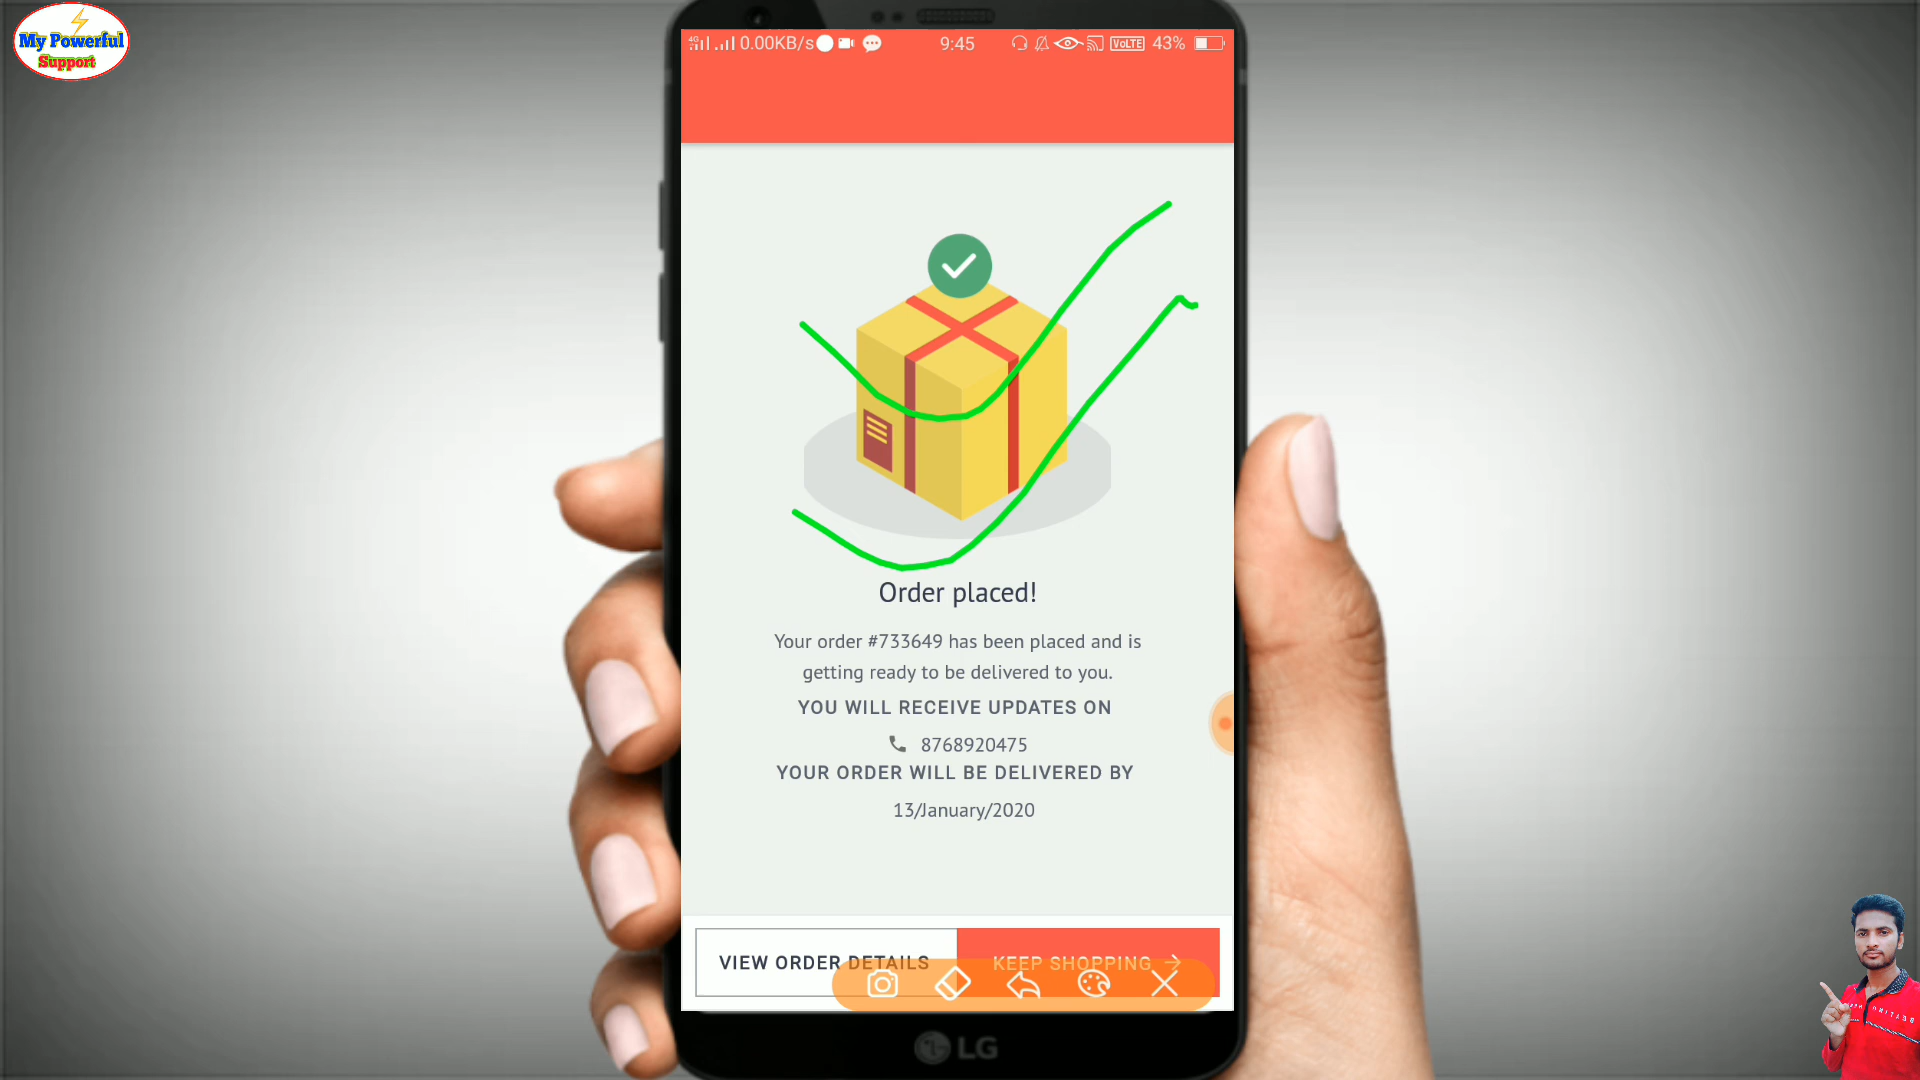 My Powerful
Support
4G 0.00KB/s 9:45 VoLTE 43%
Order placed!
Your order #733649 has been placed and is
getting ready to be delivered to you.
YOU WILL RECEIVE UPDATES ON
8768920475
YOUR ORDER WILL BE DELIVERED BY
13/January/2020
VIEW ORDER DETAILS
KEEP SHOPPING →
LG